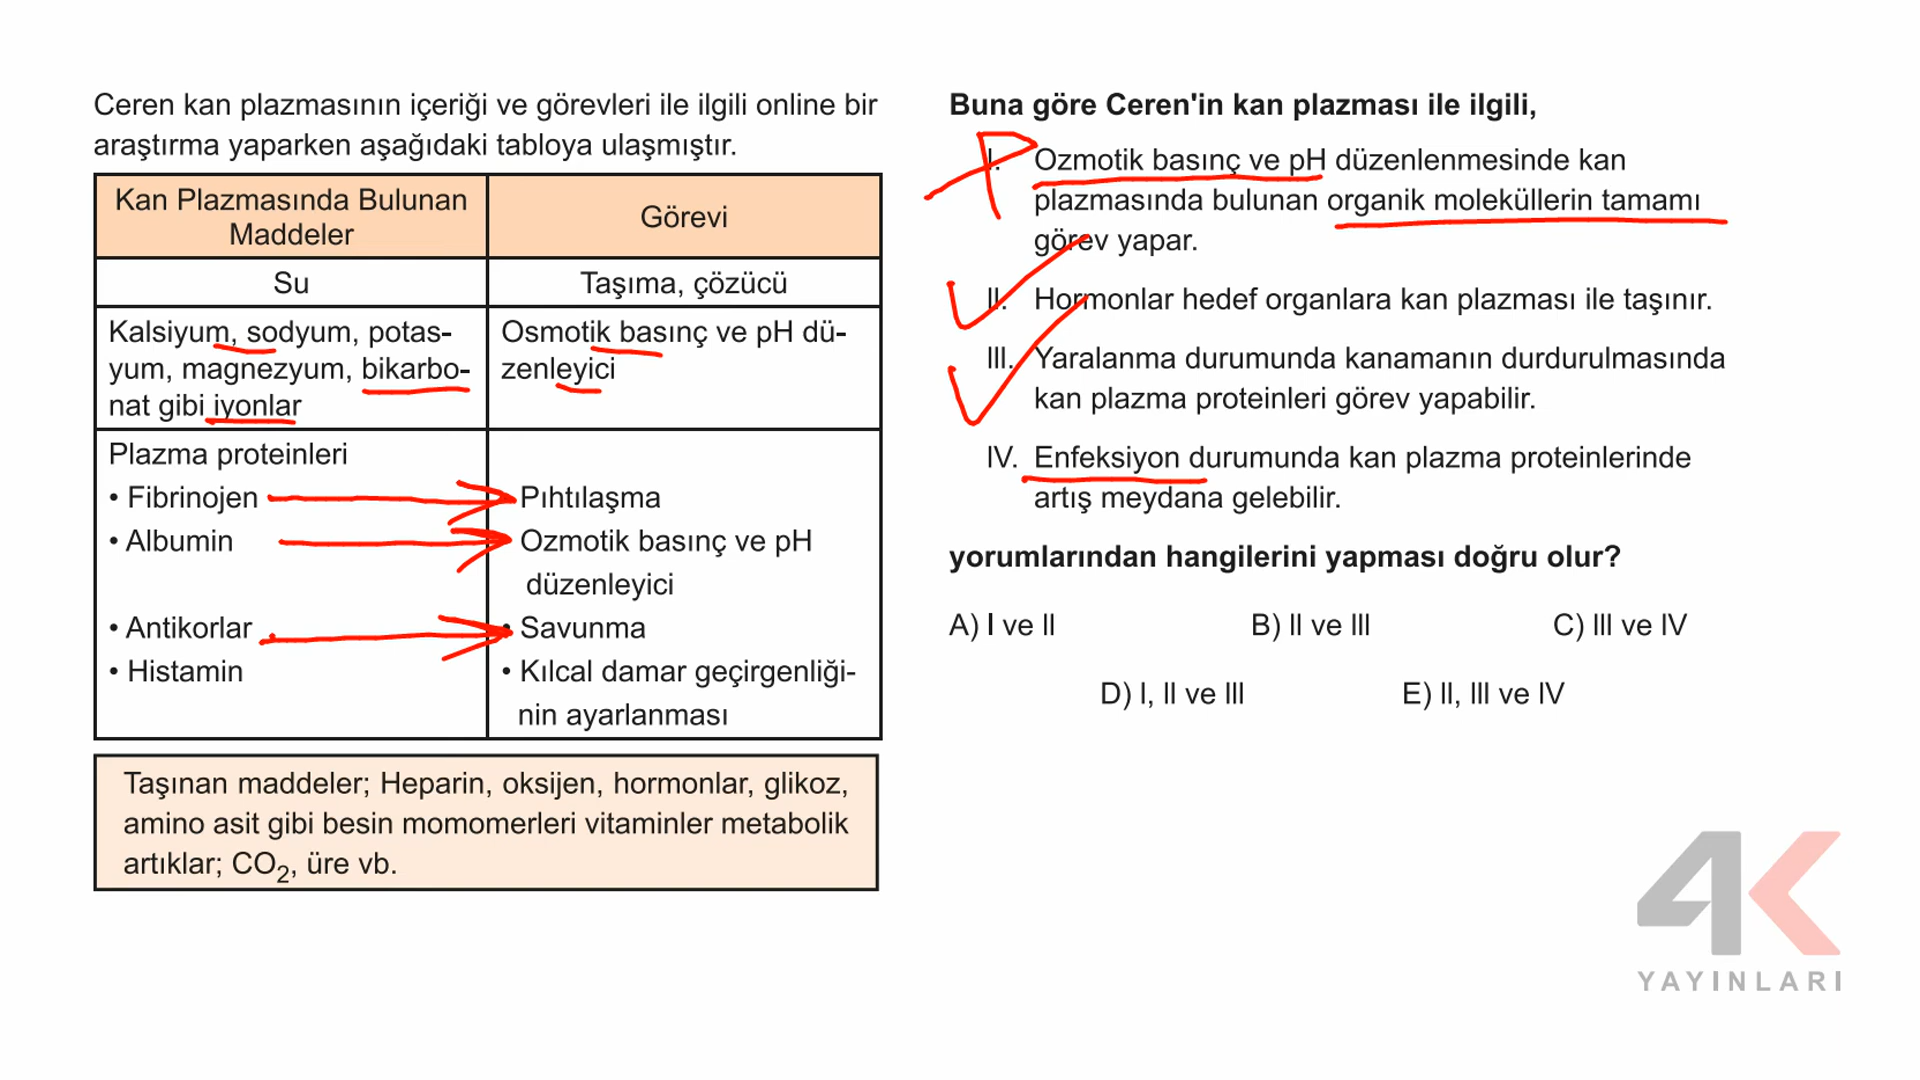 Ceren kan plazmasının içeriği ve görevleri ile ilgili online bir
araştırma yaparken aşağıdaki tabloya ulaşmıştır.
Kan Plazmasında Bulunan
Maddeler
Görevi
Su
Taşıma, çözücü
Kalsiyum, sodyum, potas-
yum, magnezyum, bikarbo-
nat gibi iyonlar
Osmotik basınç ve pH dü-
zenleyici
Plazma proteinleri
• Fibrinojen
• Albumin
• Antikorlar
• Histamin
Pıhtılaşma
Ozmotik basınç ve pH
düzenleyici
• Savunma
• Kılcal damar geçirgenliği-
nin ayarlanması
Taşınan maddeler; Heparin, oksijen, hormonlar, glikoz,
amino asit gibi besin momomerleri vitaminler metabolik
artıklar; CO₂, üre vb.
Buna göre Ceren'in kan plazması ile ilgili,
I. Ozmotik basınç ve pH düzenlenmesinde kan
plazmasında bulunan organik moleküllerin tamamı
görev yapar.
II. Hormonlar hedef organlara kan plazması ile taşınır.
III. Yaralanma durumunda kanamanın durdurulmasında
kan plazma proteinleri görev yapabilir.
IV. Enfeksiyon durumunda kan plazma proteinlerinde
artış meydana gelebilir.
yorumlarından hangilerini yapması doğru olur?
A) I ve II
B) II ve III
C) III ve IV
D) I, II ve III
E) II, III ve IV
4K
YAYINLARI